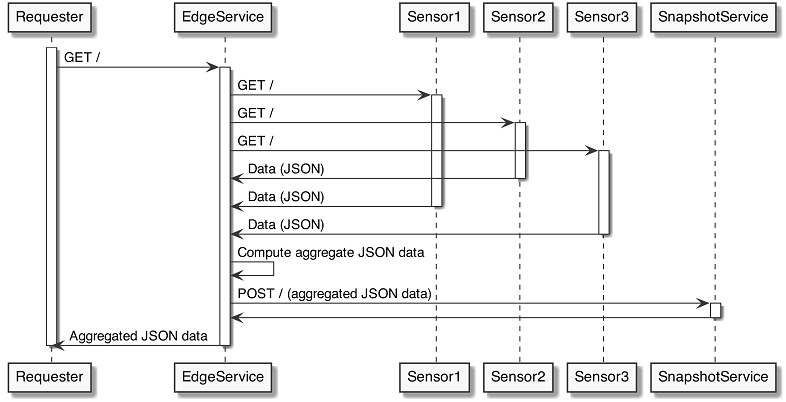 Requester EdgeService Sensor1 Sensor2 Sensor3 SnapshotService
GET /
GET /
GET /
GET /
Data (JSON)
Data (JSON)
Data (JSON)
Compute aggregate JSON data
POST / (aggregated JSON data)
Aggregated JSON data
Requester EdgeService Sensor1 Sensor2 Sensor3 SnapshotService